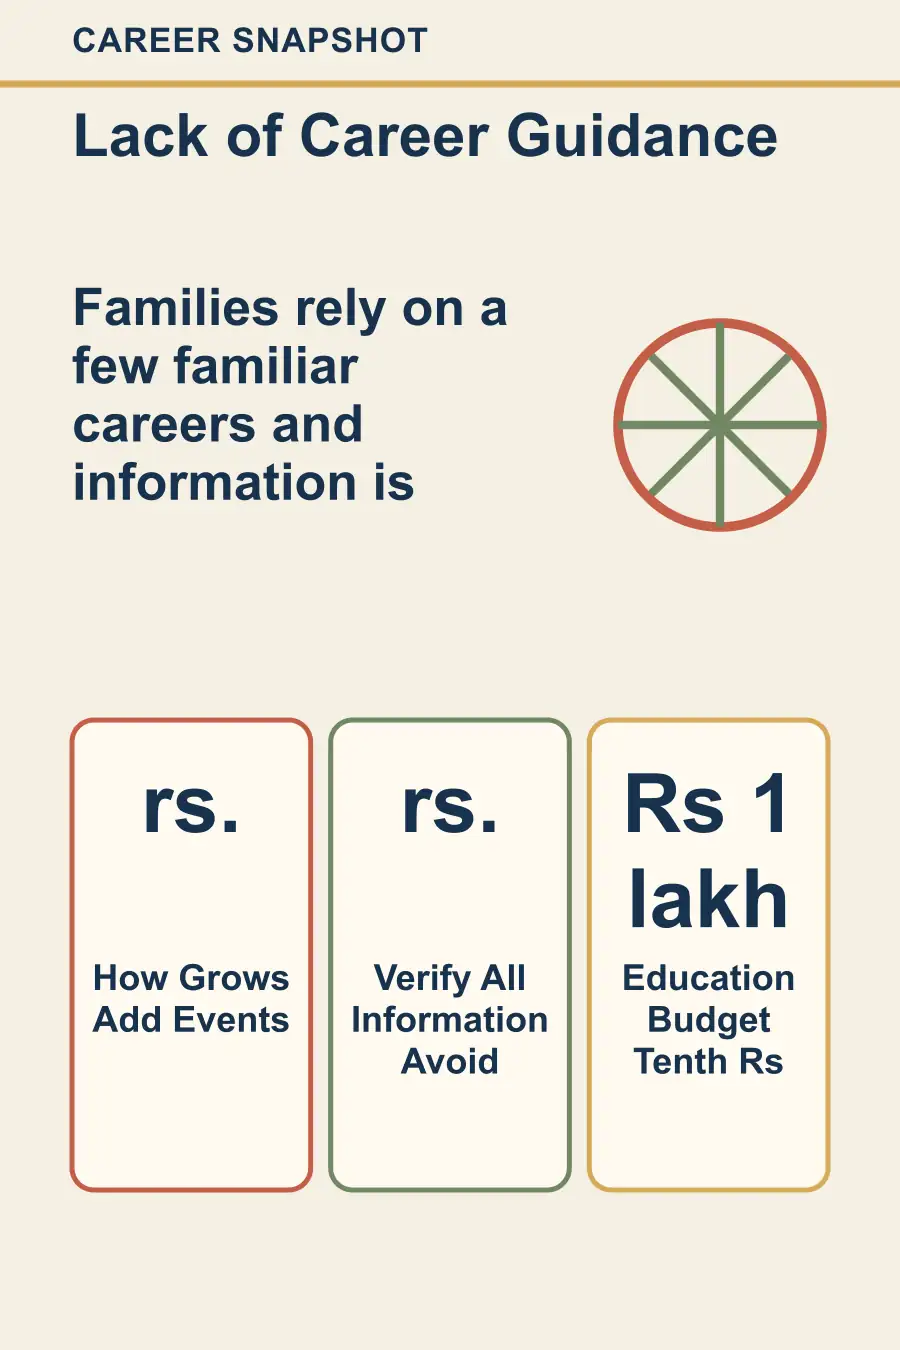 CAREER SNAPSHOT
Lack of Career Guidance
Families rely on a
few familiar
careers and
information is
rs.
How Grows
Add Events
rs.
Verify All
Information
Avoid
Rs 1
lakh
Education
Budget
Tenth Rs